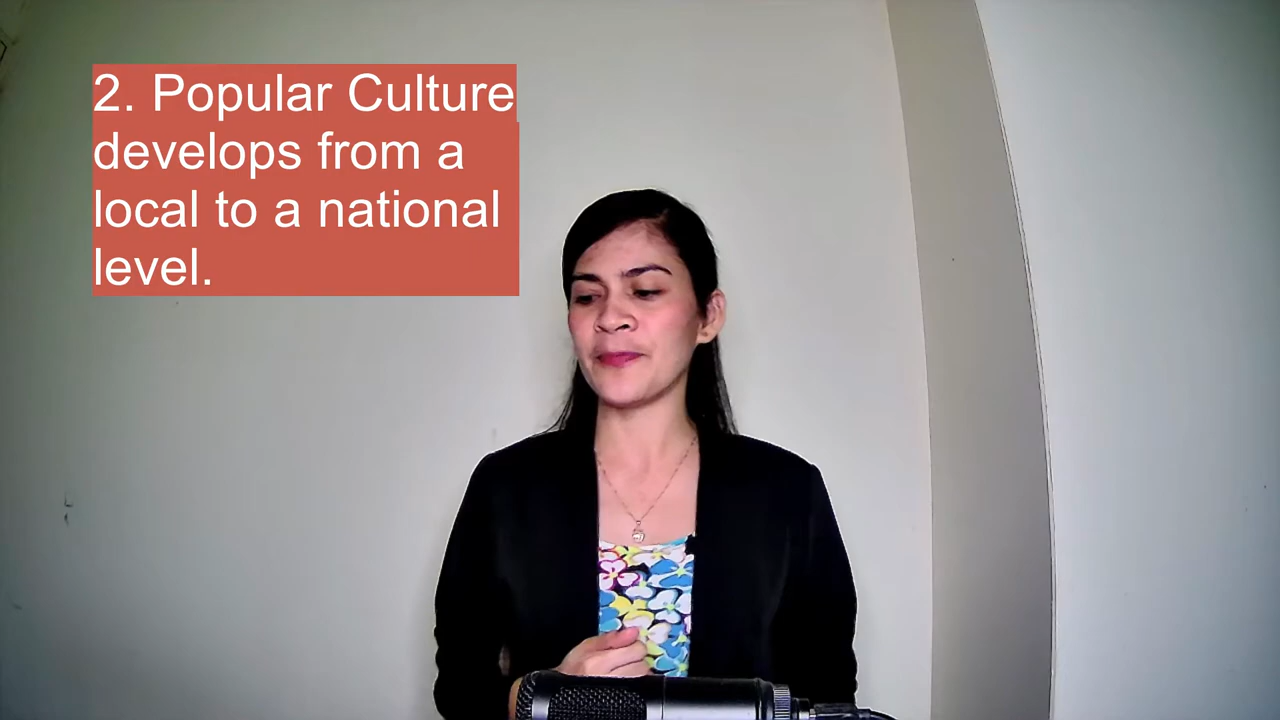 2. Popular Culture
develops from a
local to a national
level.